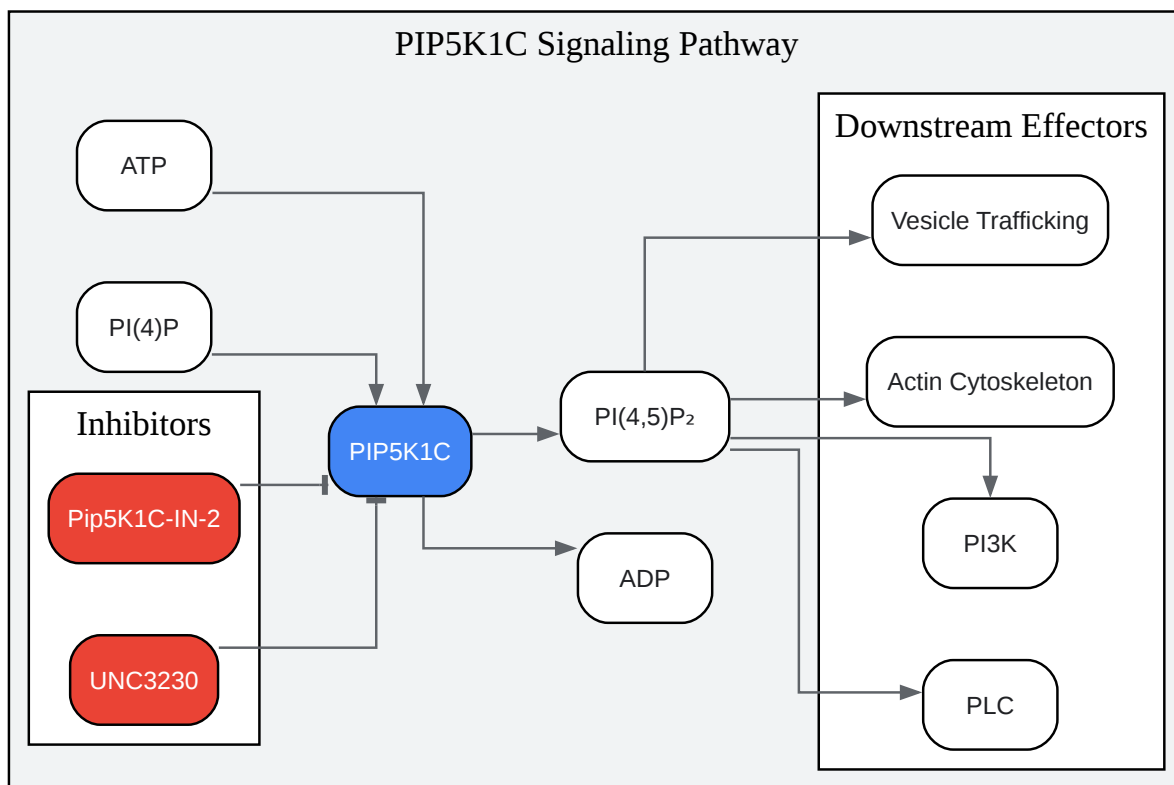 PIP5K1C Signaling Pathway
ATP
PI(4)P
Inhibitors
Pip5K1C-IN-2
UNC3230
PIP5K1C
PI(4,5)P₂
ADP
Downstream Effectors
Vesicle Trafficking
Actin Cytoskeleton
PI3K
PLC